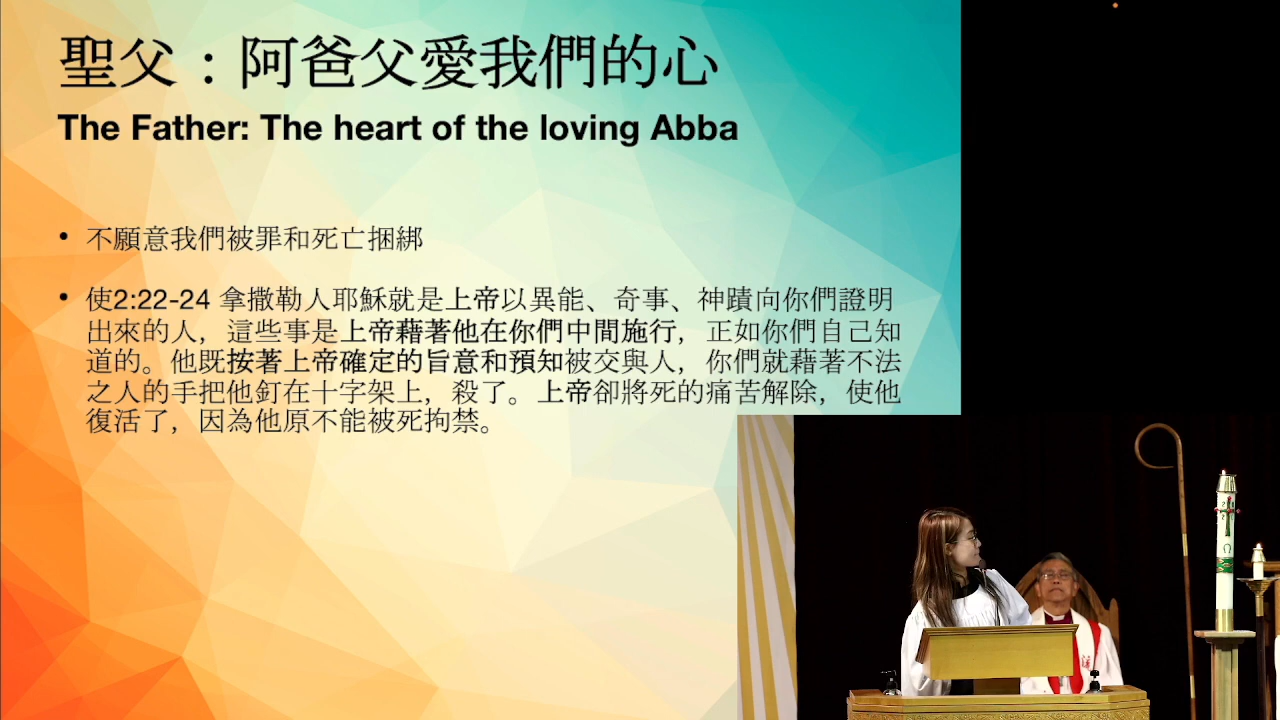 聖父：阿爸父愛我們的心
The Father: The heart of the loving Abba
• 不願意我們被罪和死亡捆綁
• 使2:22-24 拿撒勒人耶穌就是上帝以異能、奇事、神蹟向你們證明
出來的人，這些事是上帝藉著他在你們中間施行，正如你們自己知
道的。他既按著上帝確定的旨意和預知被交與人，你們就藉著不法
之人的手把他釘在十字架上，殺了。上帝卻將死的痛苦解除，使他
復活了，因為他原不能被死拘禁。